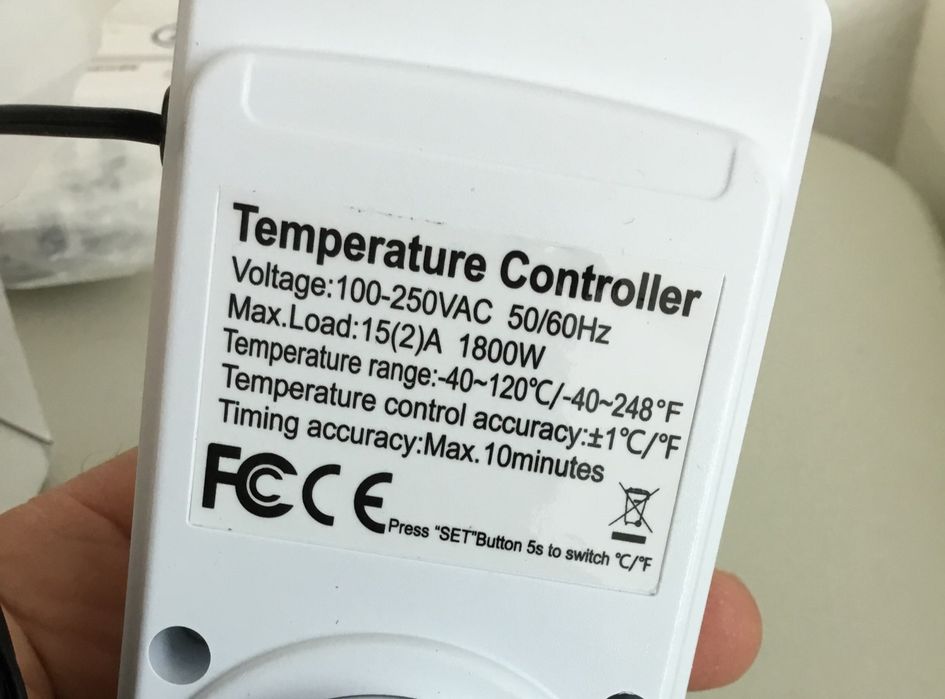 Temperature Controller
Voltage:100-250VAC 50/60Hz
Max.Load:15(2)A 1800W
Temperature range:-40~120℃/-40~248°F
Temperature control accuracy:±1℃/℉
Timing accuracy:Max.10minutes
FCC CE
Press "SET"Button 5s to switch ℃/℉